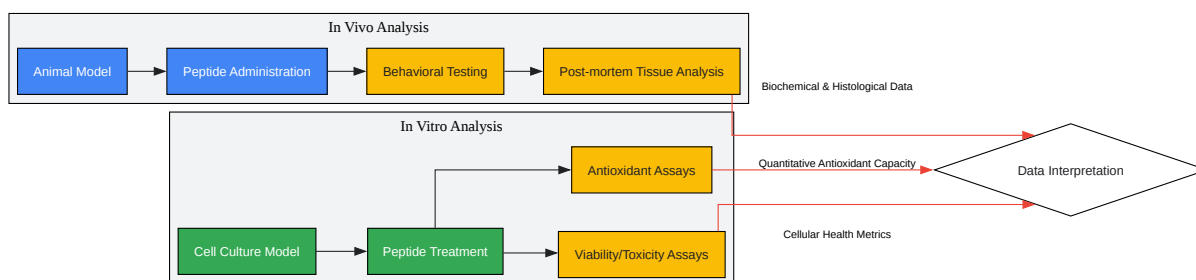 In Vivo Analysis
Animal Model
Peptide Administration
Behavioral Testing
Post-mortem Tissue Analysis
Biochemical & Histological Data
In Vitro Analysis
Antioxidant Assays
Quantitative Antioxidant Capacity
Data Interpretation
Cell Culture Model
Peptide Treatment
Viability/Toxicity Assays
Cellular Health Metrics